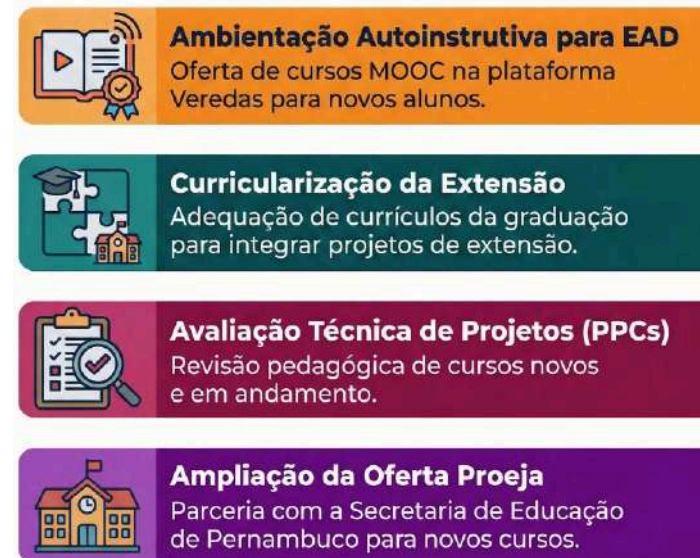 Ambientação Autoinstrutiva para EAD
Oferta de cursos MOOC na plataforma
Veredas para novos alunos.
Curricularização da Extensão
Adequação de currículos da graduação
para integrar projetos de extensão.
Avaliação Técnica de Projetos (PPCs)
Revisão pedagógica de cursos novos
e em andamento.
Ampliação da Oferta Proeja
Parceria com a Secretaria de Educação
de Pernambuco para novos cursos.